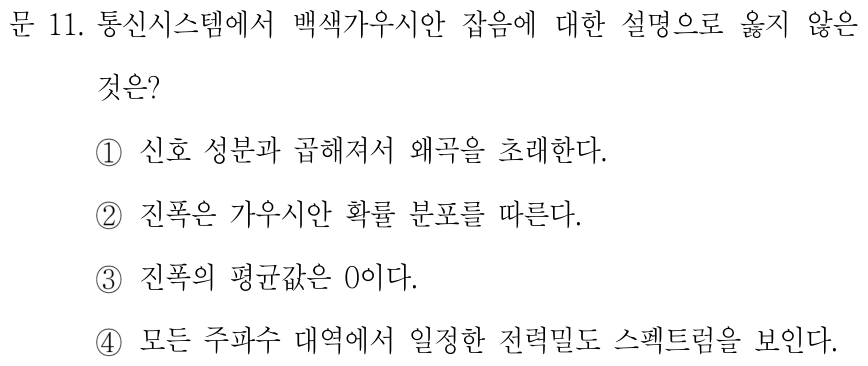 문 11. 통신시스템에서 백색가우시안 잡음에 대한 설명으로 옳지 않은
것은?
① 신호 성분과 곱해져서 왜곡을 초래한다.
② 진폭은 가우시안 확률 분포를 따른다.
③ 진폭의 평균값은 0이다.
④ 모든 주파수 대역에서 일정한 전력밀도 스펙트럼을 보인다.